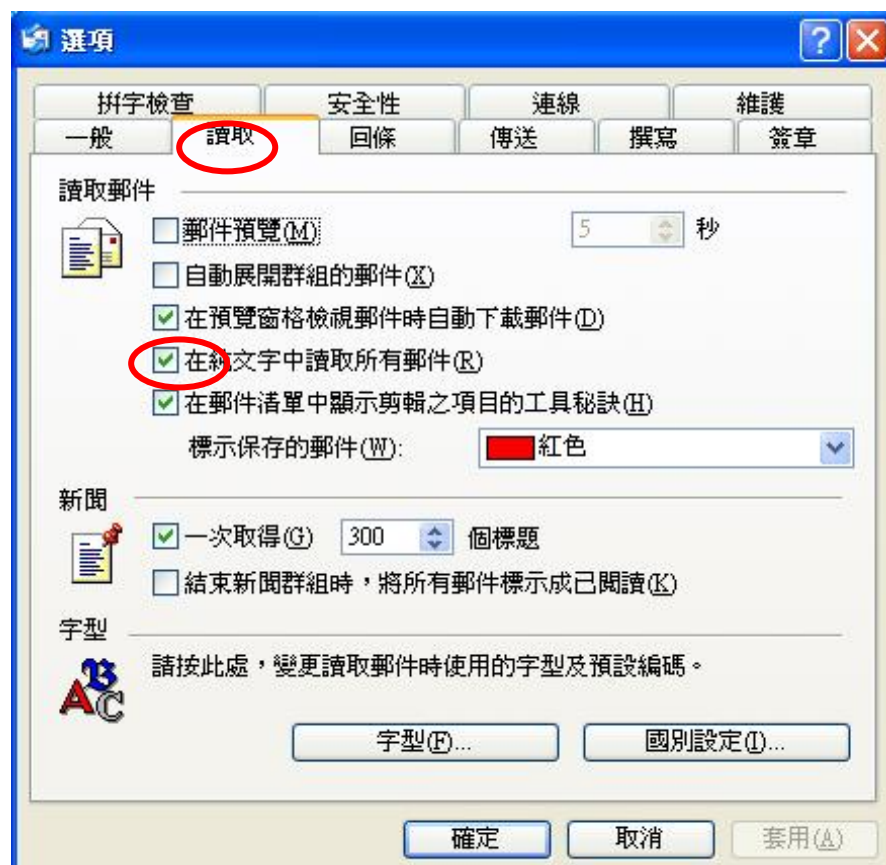 選項
拼字檢查 安全性 連線 維護
一般 讀取 回條 傳送 撰寫 簽章
讀取郵件
郵件預覽(M) 5 秒
自動展開群組的郵件(X)
在預覽窗格檢視郵件時自動下載郵件(D)
在純文字中讀取所有郵件(R)
在郵件清單中顯示剪輯之項目的工具秘訣(H)
標示保存的郵件(W): 紅色
新聞
一次取得(G) 300 個標題
結束新聞群組時，將所有郵件標示成已閱讀(K)
字型
請按此處，變更讀取郵件時使用的字型及預設編碼。
字型(F)... 國別設定(I)...
確定 取消 套用(A)